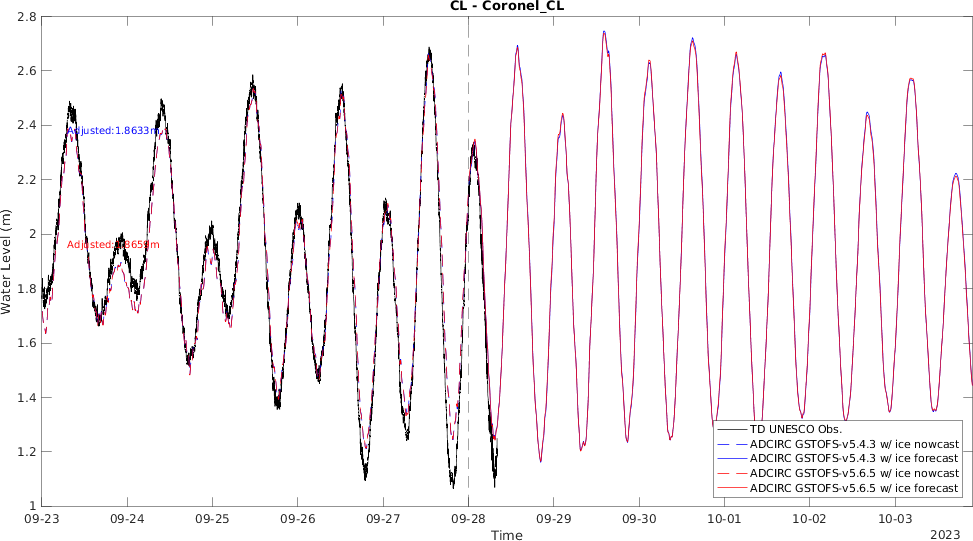 CL - Coronel_CL
2.8
2.6
2.4
2.2
2
1.8
1.6
1.4
1.2
1
Water Level (m)
Adjusted:1.8633m
TD UNESCO Obs.
ADCIRC GSTOFS-v5.4.3 w/ ice nowcast
ADCIRC GSTOFS-v5.4.3 w/ ice forecast
ADCIRC GSTOFS-v5.6.5 w/ ice nowcast
ADCIRC GSTOFS-v5.6.5 w/ ice forecast
09-23 09-24 09-25 09-26 09-27 09-28 09-29 09-30 10-01 10-02 10-03
Time
2023